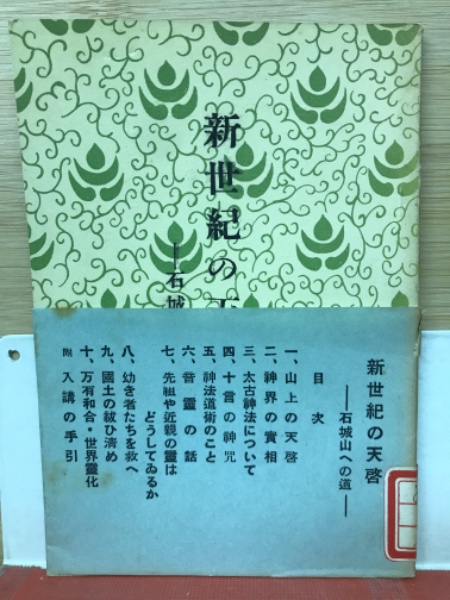 新世紀の
―石城
新世紀の天啓
―石城山への道―
目次
一、山上の天啓
二、神界の實相
三、太古神法について
四、十言の神咒
五、神法道術のこと
六、音靈の話
七、先祖や近親の靈は
どうしてゐるか
八、幼き者たちを救へ
九、國土の祓ひ淸め
十、万有和合・世界靈化
附 入講の手引